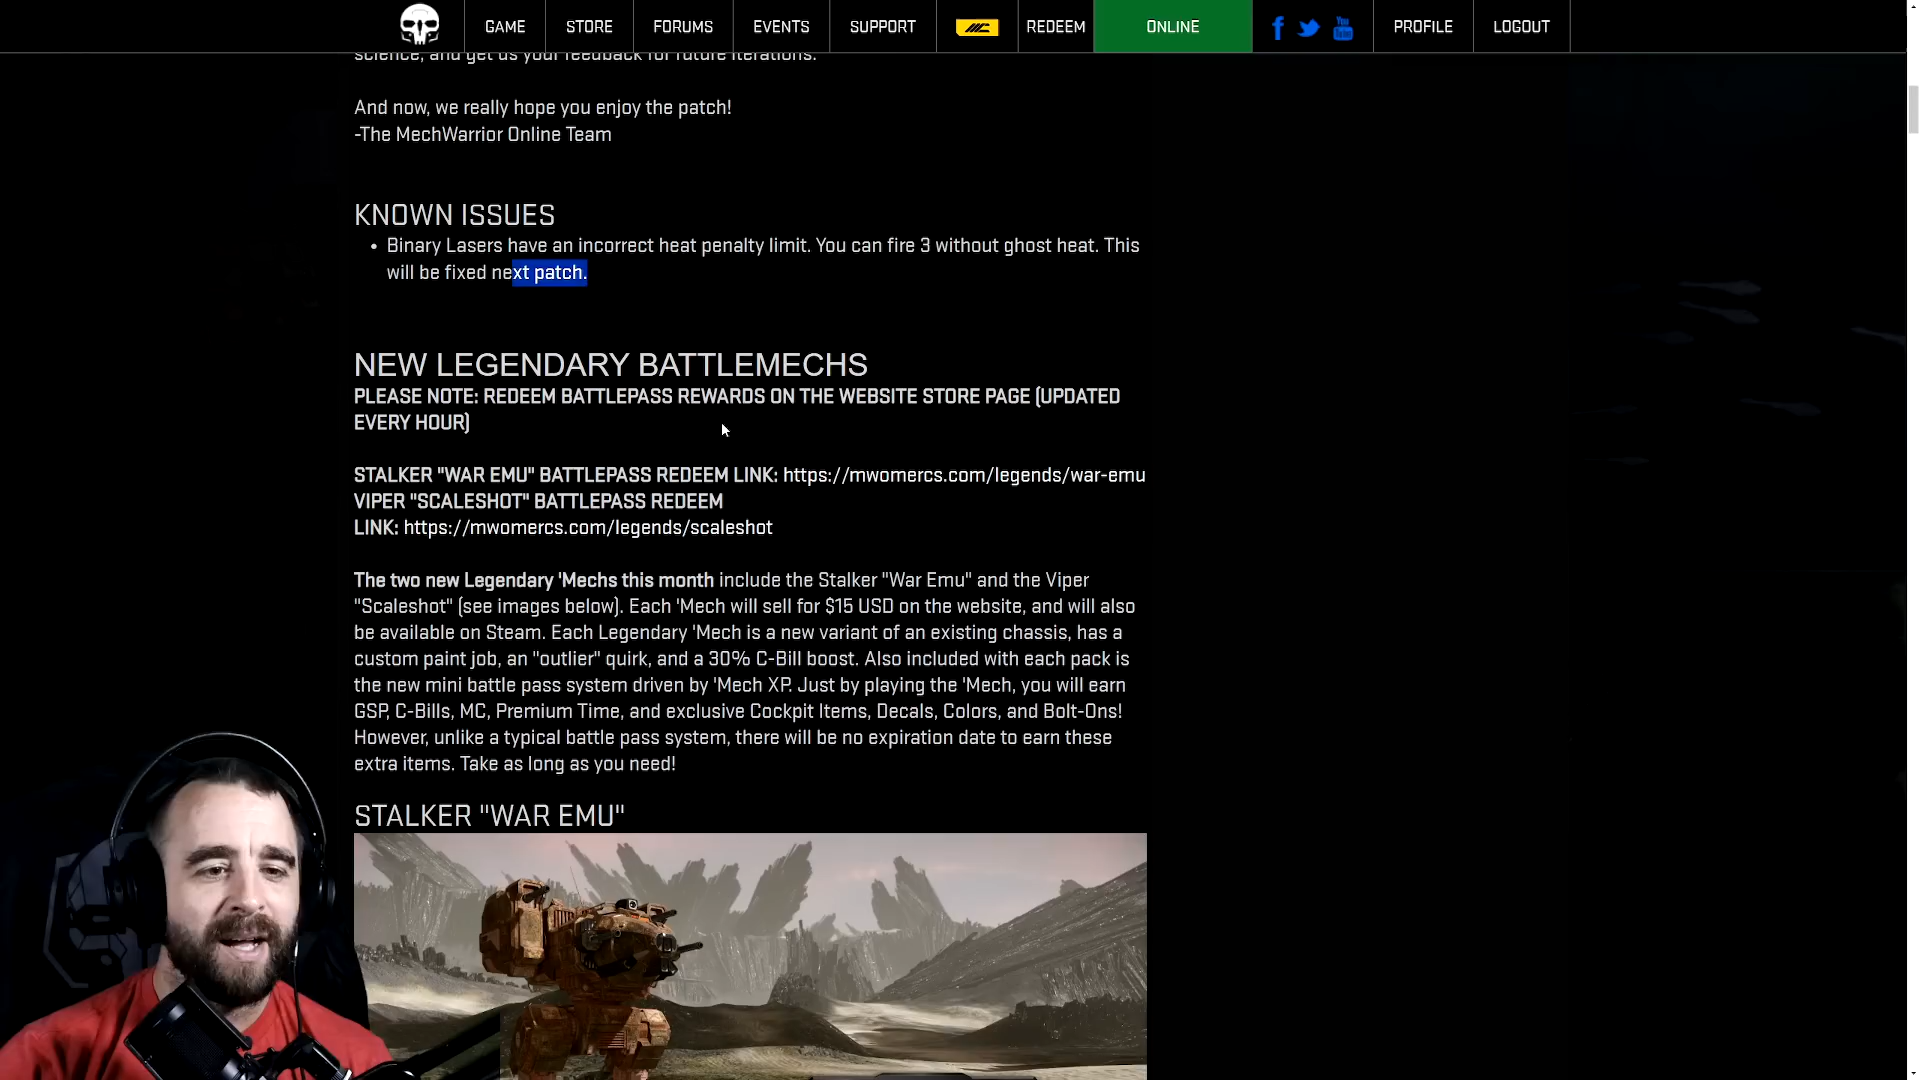 GAME STORE FORUMS EVENTS SUPPORT MC REDEEM ONLINE PROFILE LOGOUT
science, and get us your feedback for future iterations.
And now, we really hope you enjoy the patch!
-The MechWarrior Online Team
KNOWN ISSUES
• Binary Lasers have an incorrect heat penalty limit. You can fire 3 without ghost heat. This
will be fixed next patch.
NEW LEGENDARY BATTLEMECHS
PLEASE NOTE: REDEEM BATTLEPASS REWARDS ON THE WEBSITE STORE PAGE (UPDATED
EVERY HOUR)
STALKER "WAR EMU" BATTLEPASS REDEEM LINK: https://mwomercs.com/legends/war-emu
VIPER "SCALESHOT" BATTLEPASS REDEEM
LINK: https://mwomercs.com/legends/scaleshot
The two new Legendary 'Mechs this month include the Stalker "War Emu" and the Viper
"Scaleshot" (see images below). Each 'Mech will sell for $15 USD on the website, and will also
be available on Steam. Each Legendary 'Mech is a new variant of an existing chassis, has a
custom paint job, an "outlier" quirk, and a 30% C-Bill boost. Also included with each pack is
the new mini battle pass system driven by 'Mech XP. Just by playing the 'Mech, you will earn
GSP, C-Bills, MC, Premium Time, and exclusive Cockpit Items, Decals, Colors, and Bolt-Ons!
However, unlike a typical battle pass system, there will be no expiration date to earn these
extra items. Take as long as you need!
STALKER "WAR EMU"